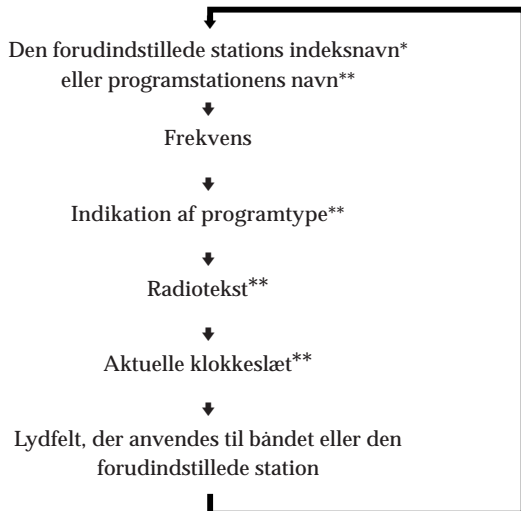 Den forudindstillede stations indeksnavn*
eller programstationens navn**
Frekvens
Indikation af programtype**
Radiotekst**
Aktuelle klokkeslæt**
Lydfelt, der anvendes til båndet eller den
forudindstillede station